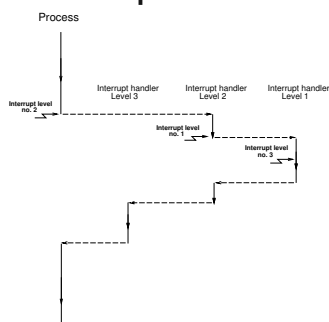 Process
Interrupt handler
Level 3
Interrupt handler
Level 2
Interrupt handler
Level 1
Interrupt level
no. 2
Interrupt level
no. 1
Interrupt level
no. 3